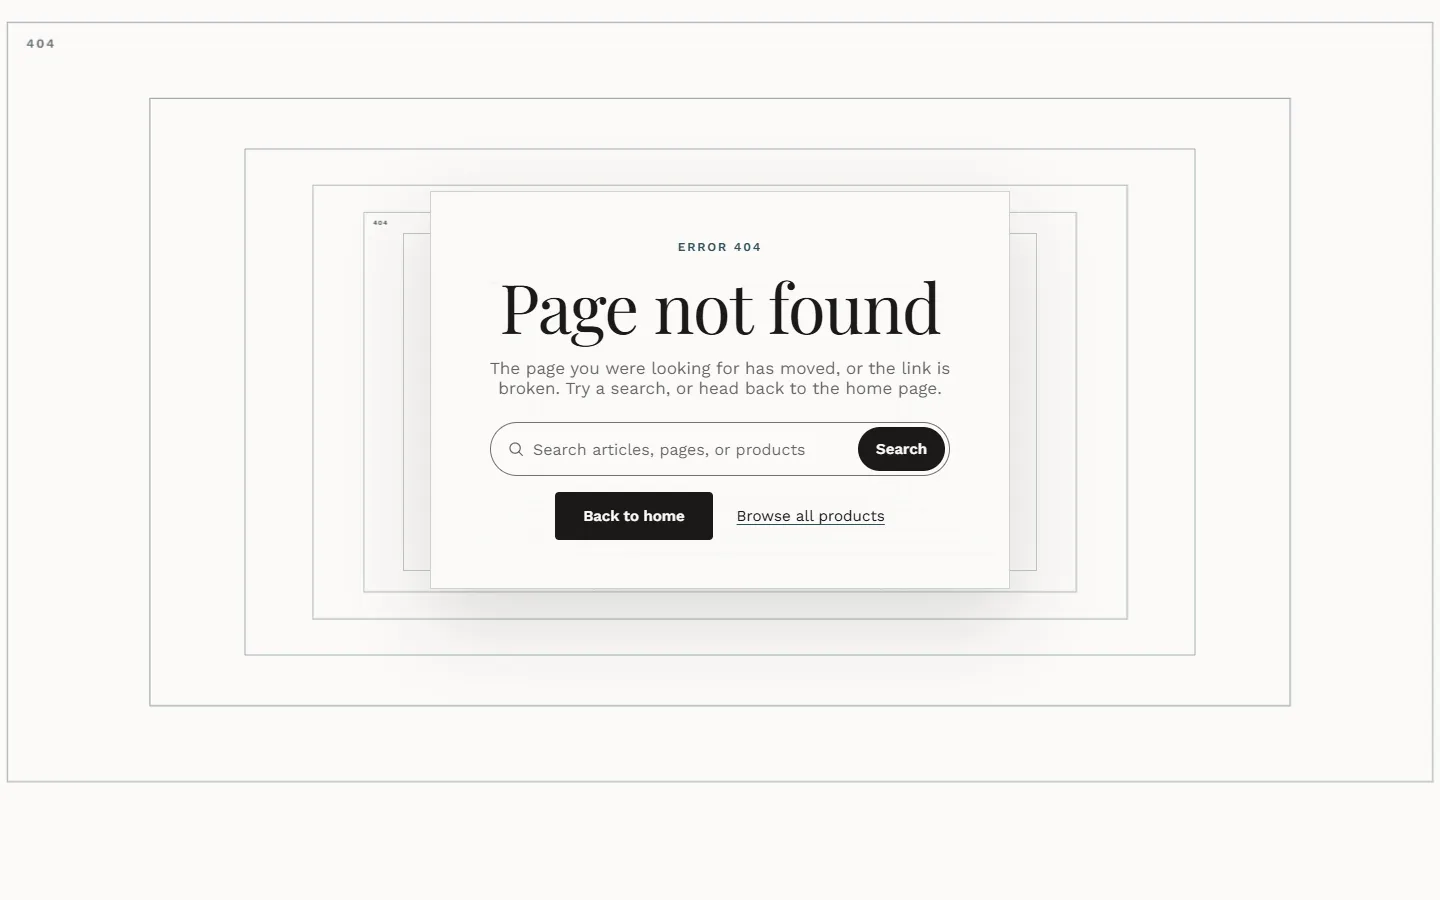 404
404
ERROR 404
Page not found
The page you were looking for has moved, or the link is
broken. Try a search, or head back to the home page.
Search articles, pages, or products
Search
Back to home
Browse all products